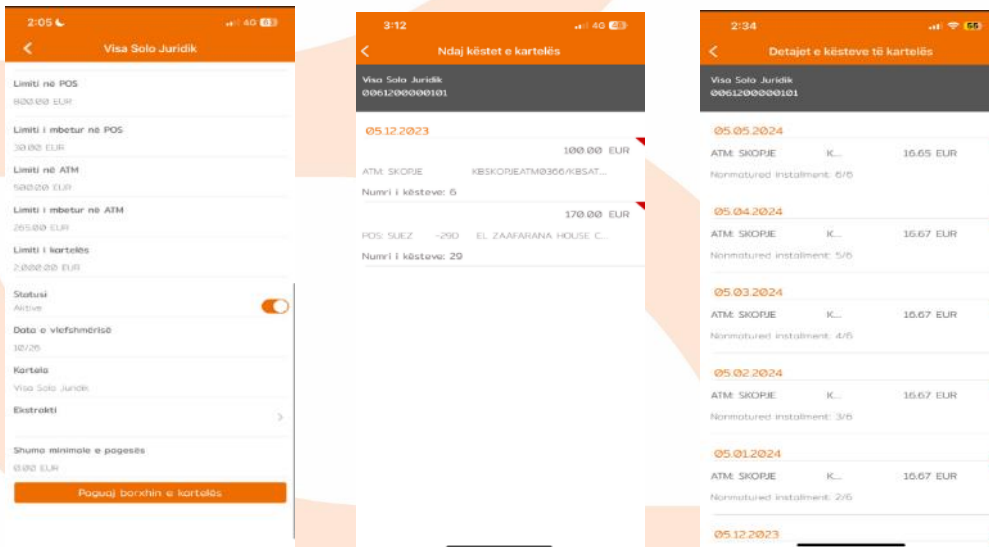 2:05
4G 63
Visa Solo Juridik
Limiti në POS
800.00 EUR
Limiti i mbetur në POS
30.00 EUR
Limiti në ATM
500.00 EUR
Limiti i mbetur në ATM
265.00 EUR
Limiti i kartelës
2,000.00 EUR
Statusi
Aktive
Data e vlefshmërisë
10/26
Kartela
Visa Solo Juridik
Ekstrakti
Shuma minimale e pagesës
0.00 EUR
Paguaj borxhin e kartelës
3:12
4G
Ndaj këstet e kartelës
Visa Solo Juridik
0061200000101
05.12.2023
100.00 EUR
ATM: SKOPJE KBSKOPJEATM0366/KBSAT...
Numri i kësteve: 6
170.00 EUR
POS: SUEZ -29D EL ZAAFARANA HOUSE C...
Numri i kësteve: 29
2:34
55
Detajet e kësteve të kartelës
Visa Solo Juridik
0061200000101
05.05.2024
ATM: SKOPJE K... 16.65 EUR
Nonmatured installment: 6/6
05.04.2024
ATM: SKOPJE K... 16.67 EUR
Nonmatured installment: 5/6
05.03.2024
ATM: SKOPJE K... 16.67 EUR
Nonmatured installment: 4/6
05.02.2024
ATM: SKOPJE K... 16.67 EUR
Nonmatured installment: 3/6
05.01.2024
ATM: SKOPJE K... 16.67 EUR
Nonmatured installment: 2/6
05.12.2023